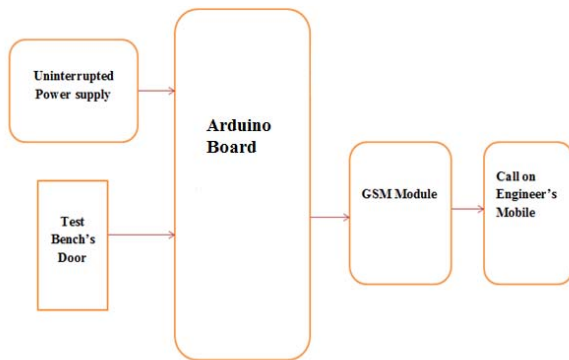 Uninterrupted
Power supply
Test
Bench's
Door
Arduino
Board
GSM Module
Call on
Engineer's
Mobile